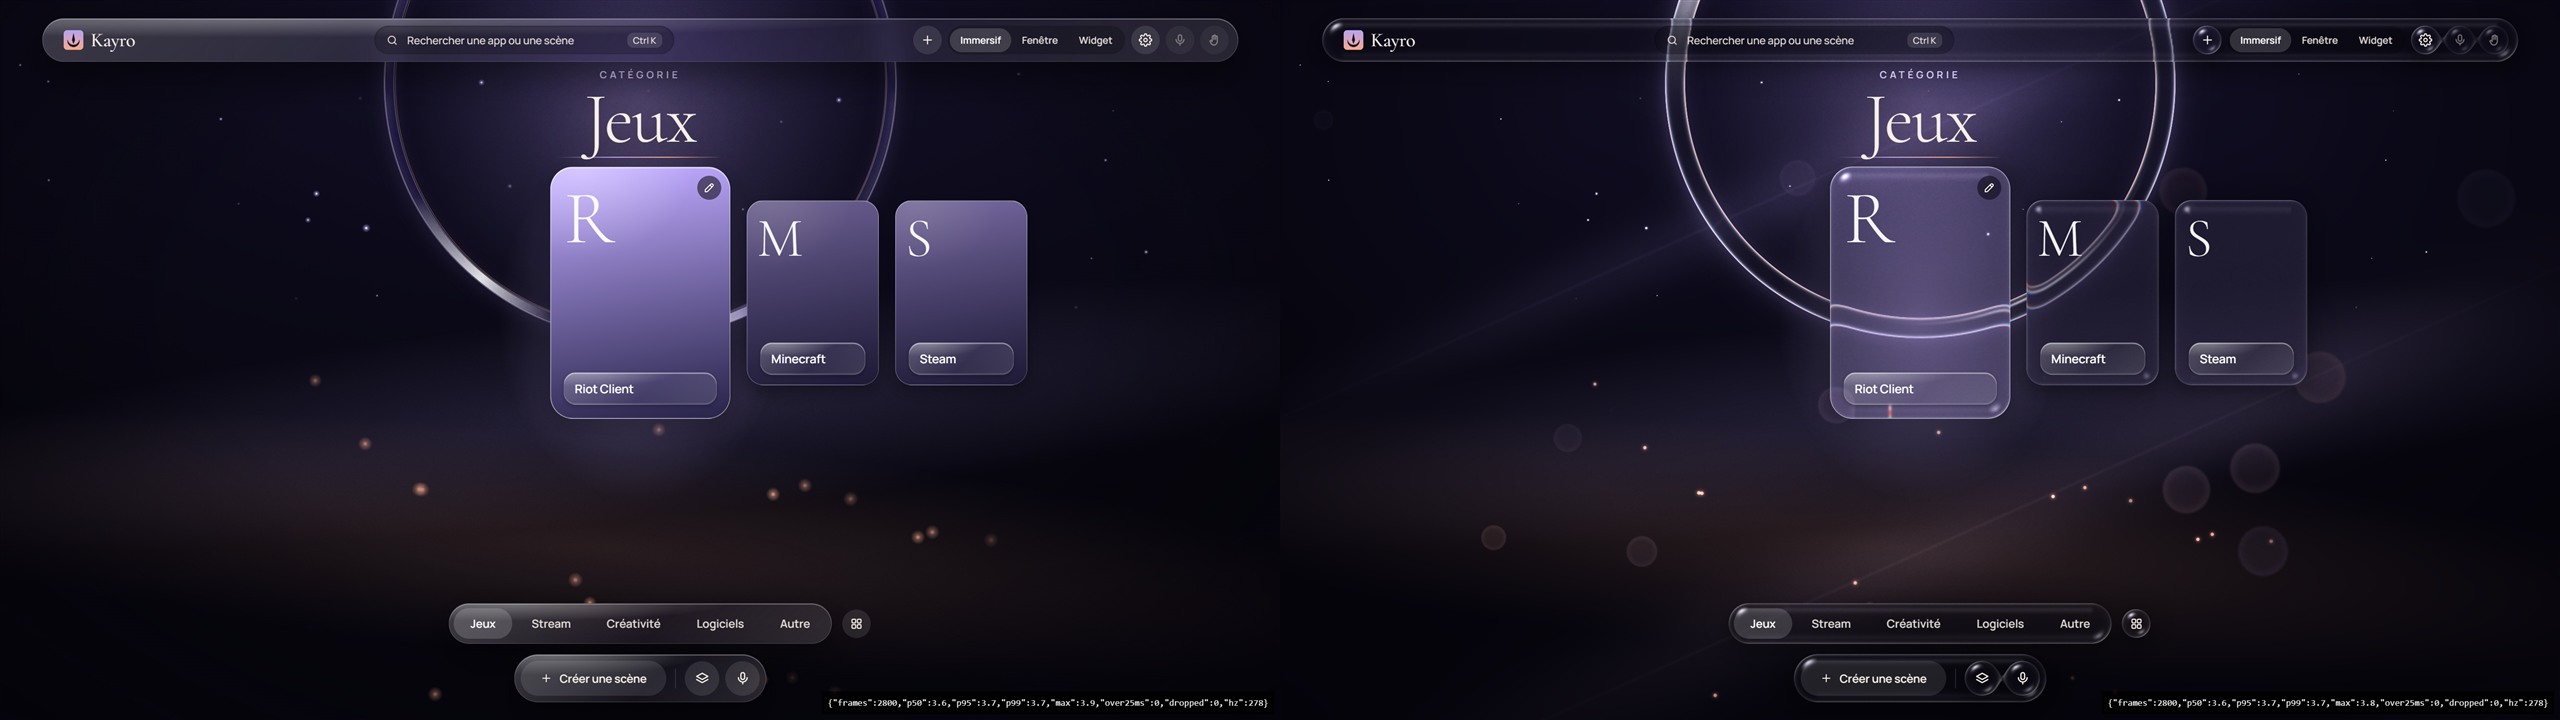 Kayro
Rechercher une app ou une scène
Ctrl K
Immersif
Fenêtre
Widget
CATÉGORIE
Jeux
R
M
S
Minecraft
Steam
Riot Client
Jeux
Stream
Créativité
Logiciels
Autre
Créer une scène
{"frames":2800,"p50":3.6,"p95":3.7,"p99":3.7,"max":3.9,"over25ms":0,"dropped":0,"hz":278}
Kayro
Rechercher une app ou une scène
Ctrl K
Immersif
Fenêtre
Widget
CATÉGORIE
Jeux
R
M
S
Minecraft
Steam
Riot Client
Jeux
Stream
Créativité
Logiciels
Autre
Créer une scène
{"frames":2800,"p50":3.6,"p95":3.7,"p99":3.7,"max":3.8,"over25ms":0,"dropped":0,"hz":278}